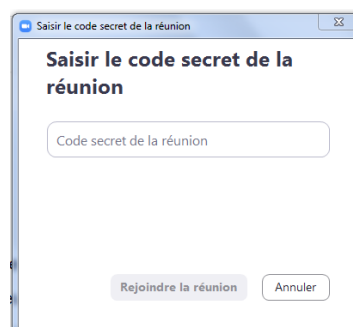 Saisir le code secret de la réunion
Saisir le code secret de la
réunion
Code secret de la réunion
Rejoindre la réunion
Annuler